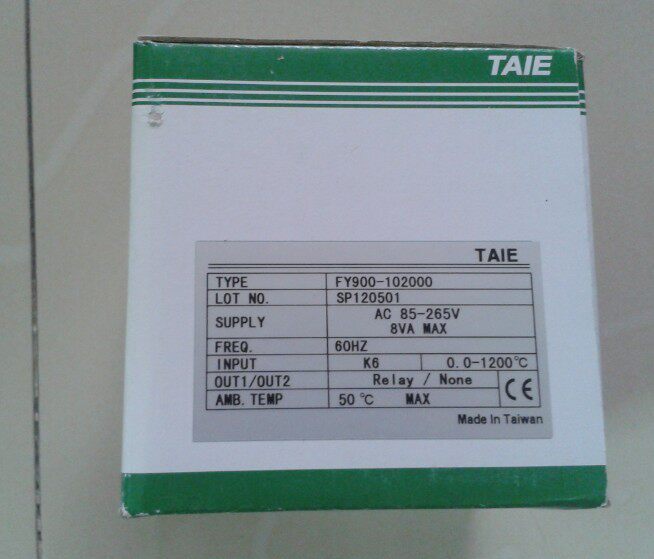 TAIE
TAIE
TYPE FY900-102000
LOT NO. SP120501
SUPPLY AC 85-265V
8VA MAX
FREQ. 60HZ
INPUT K6 0.0-1200℃
OUT1/OUT2 Relay / None
AMB. TEMP 50 ℃ MAX
CE
Made In Taiwan